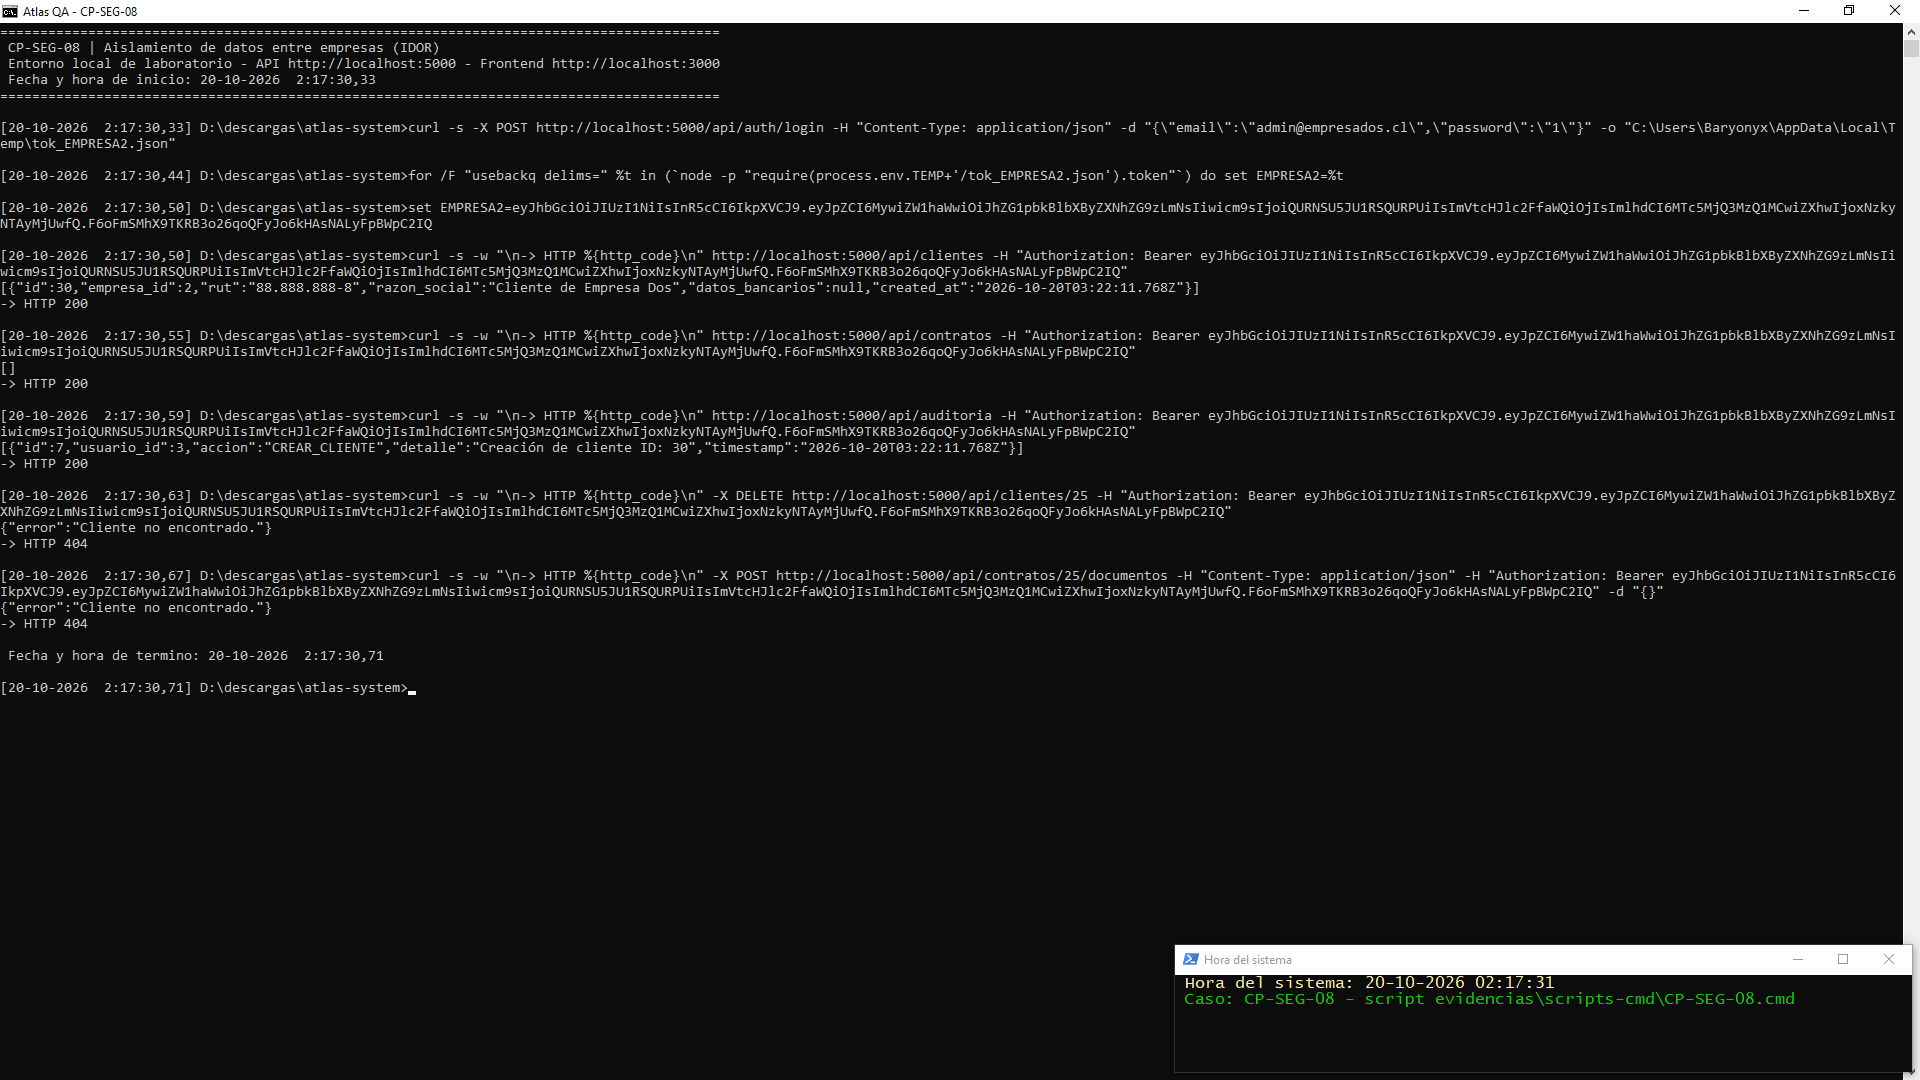 Atlas QA - CP-SEG-08
==========================================================================================
CP-SEG-08 | Aislamiento de datos entre empresas (IDOR)
Entorno local de laboratorio - API http://localhost:5000 - Frontend http://localhost:3000
Fecha y hora de inicio: 20-10-2026  2:17:30,33
==========================================================================================
[20-10-2026  2:17:30,33] D:\descargas\atlas-system>curl -s -X POST http://localhost:5000/api/auth/login -H "Content-Type: application/json" -d "{\"email\":\"admin@empresados.cl\",\"password\":\"1\"}" -o "C:\Users\Baryonyx\AppData\Local\T
emp\tok_EMPRESA2.json"
[20-10-2026  2:17:30,44] D:\descargas\atlas-system>for /F "usebackq delims=" %t in (`node -p "require(process.env.TEMP+'/tok_EMPRESA2.json').token"`) do set EMPRESA2=%t
[20-10-2026  2:17:30,50] D:\descargas\atlas-system>set EMPRESA2=eyJhbGciOiJIUzI1NiIsInR5cCI6IkpXVCJ9.eyJpZCI6MywiZW1haWwiOiJhZG1pbkBlbXByZXNhZG9zLmNsIiwicm9sIjoiQURNSU5JU1RSQURPUiIsImVtcHJlc2FfaWQiOjIsImlhdCI6MTc5MjQ3MzQ1MCwiZXhwIjoxNzky
NTAyMjUwfQ.F6oFmSMhX9TKRB3o26qoQFyJo6kHAsNALyFpBWpC2IQ
[20-10-2026  2:17:30,50] D:\descargas\atlas-system>curl -s -w "\n-> HTTP %{http_code}\n" http://localhost:5000/api/clientes -H "Authorization: Bearer eyJhbGciOiJIUzI1NiIsInR5cCI6IkpXVCJ9.eyJpZCI6MywiZW1haWwiOiJhZG1pbkBlbXByZXNhZG9zLmNsIi
wicm9sIjoiQURNSU5JU1RSQURPUiIsImVtcHJlc2FfaWQiOjIsImlhdCI6MTc5MjQ3MzQ1MCwiZXhwIjoxNzkyNTAyMjUwfQ.F6oFmSMhX9TKRB3o26qoQFyJo6kHAsNALyFpBWpC2IQ"
[{"id":30,"empresa_id":2,"rut":"88.888.888-8","razon_social":"Cliente de Empresa Dos","datos_bancarios":null,"created_at":"2026-10-20T03:22:11.768Z"}]
-> HTTP 200
[20-10-2026  2:17:30,55] D:\descargas\atlas-system>curl -s -w "\n-> HTTP %{http_code}\n" http://localhost:5000/api/contratos -H "Authorization: Bearer eyJhbGciOiJIUzI1NiIsInR5cCI6IkpXVCJ9.eyJpZCI6MywiZW1haWwiOiJhZG1pbkBlbXByZXNhZG9zLmNsI
iwicm9sIjoiQURNSU5JU1RSQURPUiIsImVtcHJlc2FfaWQiOjIsImlhdCI6MTc5MjQ3MzQ1MCwiZXhwIjoxNzkyNTAyMjUwfQ.F6oFmSMhX9TKRB3o26qoQFyJo6kHAsNALyFpBWpC2IQ"
[]
-> HTTP 200
[20-10-2026  2:17:30,59] D:\descargas\atlas-system>curl -s -w "\n-> HTTP %{http_code}\n" http://localhost:5000/api/auditoria -H "Authorization: Bearer eyJhbGciOiJIUzI1NiIsInR5cCI6IkpXVCJ9.eyJpZCI6MywiZW1haWwiOiJhZG1pbkBlbXByZXNhZG9zLmNsI
iwicm9sIjoiQURNSU5JU1RSQURPUiIsImVtcHJlc2FfaWQiOjIsImlhdCI6MTc5MjQ3MzQ1MCwiZXhwIjoxNzkyNTAyMjUwfQ.F6oFmSMhX9TKRB3o26qoQFyJo6kHAsNALyFpBWpC2IQ"
[{"id":7,"usuario_id":3,"accion":"CREAR_CLIENTE","detalle":"Creación de cliente ID: 30","timestamp":"2026-10-20T03:22:11.768Z"}]
-> HTTP 200
[20-10-2026  2:17:30,63] D:\descargas\atlas-system>curl -s -w "\n-> HTTP %{http_code}\n" -X DELETE http://localhost:5000/api/clientes/25 -H "Authorization: Bearer eyJhbGciOiJIUzI1NiIsInR5cCI6IkpXVCJ9.eyJpZCI6MywiZW1haWwiOiJhZG1pbkBlbXByZ
XNhZG9zLmNsIiwicm9sIjoiQURNSU5JU1RSQURPUiIsImVtcHJlc2FfaWQiOjIsImlhdCI6MTc5MjQ3MzQ1MCwiZXhwIjoxNzkyNTAyMjUwfQ.F6oFmSMhX9TKRB3o26qoQFyJo6kHAsNALyFpBWpC2IQ"
{"error":"Cliente no encontrado."}
-> HTTP 404
[20-10-2026  2:17:30,67] D:\descargas\atlas-system>curl -s -w "\n-> HTTP %{http_code}\n" -X POST http://localhost:5000/api/contratos/25/documentos -H "Content-Type: application/json" -H "Authorization: Bearer eyJhbGciOiJIUzI1NiIsInR5cCI6
IkpXVCJ9.eyJpZCI6MywiZW1haWwiOiJhZG1pbkBlbXByZXNhZG9zLmNsIiwicm9sIjoiQURNSU5JU1RSQURPUiIsImVtcHJlc2FfaWQiOjIsImlhdCI6MTc5MjQ3MzQ1MCwiZXhwIjoxNzkyNTAyMjUwfQ.F6oFmSMhX9TKRB3o26qoQFyJo6kHAsNALyFpBWpC2IQ" -d "{}"
{"error":"Cliente no encontrado."}
-> HTTP 404
Fecha y hora de termino: 20-10-2026  2:17:30,71
[20-10-2026  2:17:30,71] D:\descargas\atlas-system>
Hora del sistema
Hora del sistema: 20-10-2026 02:17:31
Caso: CP-SEG-08 - script evidencias\scripts-cmd\CP-SEG-08.cmd